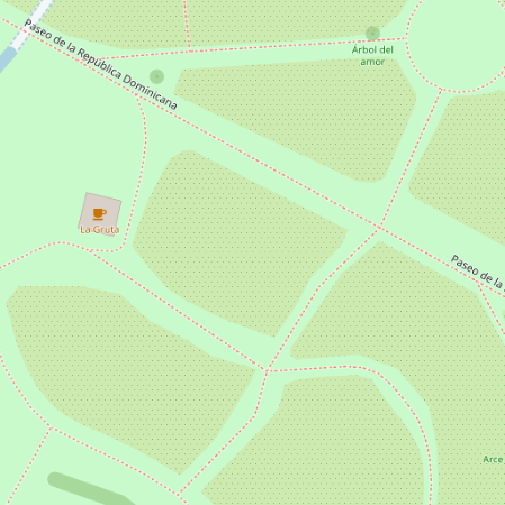 Paseo de la República Dominicana
Árbol del
amor
La Gruta
Paseo de la
Arce